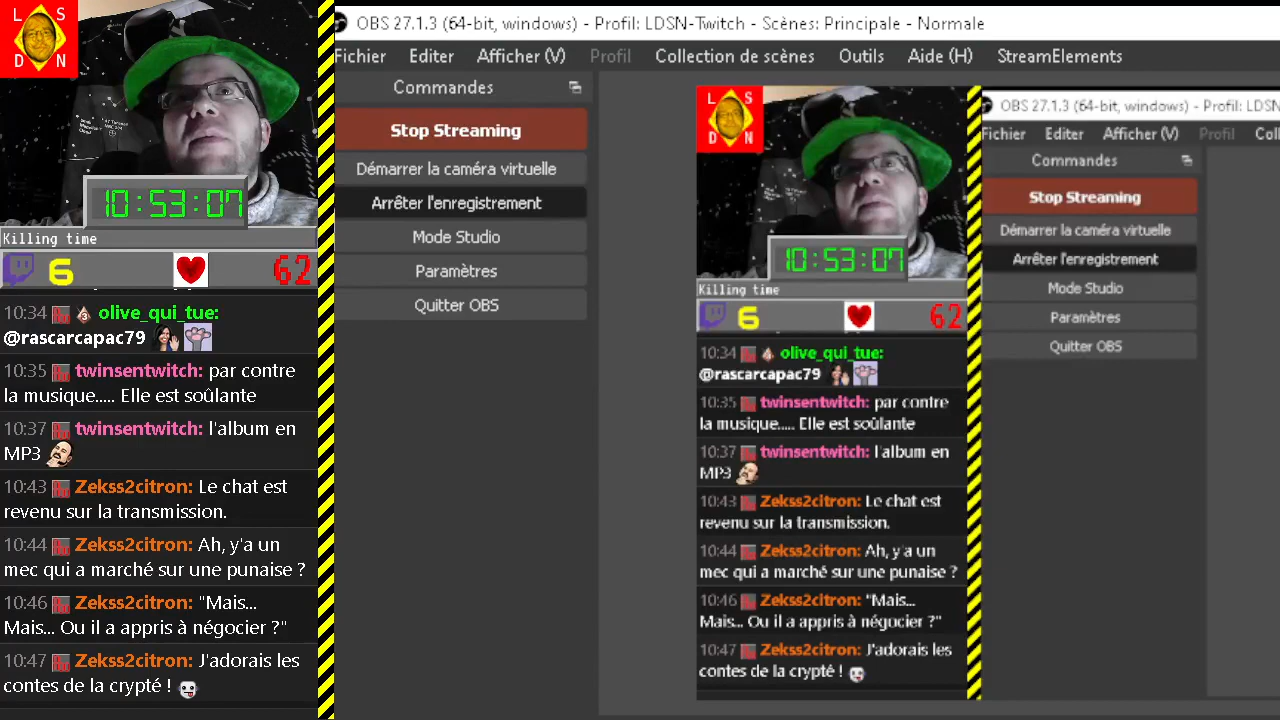 L S
D N
10:53:07
Killing time
6 62
10:34 olive_qui_tue:
@rascarcapac79
10:35 twinsentwitch: par contre
la musique..... Elle est soûlante
10:37 twinsentwitch: l'album en
MP3
10:43 Zekss2citron: Le chat est
revenu sur la transmission.
10:44 Zekss2citron: Ah, y'a un
mec qui a marché sur une punaise ?
10:46 Zekss2citron: "Mais...
Mais... Ou il a appris à négocier ?"
10:47 Zekss2citron: J'adorais les
contes de la crypté !
OBS 27.1.3 (64-bit, windows) - Profil: LDSN-Twitch - Scènes: Principale - Normale
Fichier Editer Afficher (V) Profil Collection de scènes Outils Aide (H) StreamElements
Commandes
Stop Streaming
Démarrer la caméra virtuelle
Arrêter l'enregistrement
Mode Studio
Paramètres
Quitter OBS
L S
D N
10:53:07
Killing time
6 62
10:34 olive_qui_tue:
@rascarcapac79
10:35 twinsentwitch: par contre
la musique..... Elle est soûlante
10:37 twinsentwitch: l'album en
MP3
10:43 Zekss2citron: Le chat est
revenu sur la transmission.
10:44 Zekss2citron: Ah, y'a un
mec qui a marché sur une punaise ?
10:46 Zekss2citron: "Mais...
Mais... Ou il a appris à négocier ?"
10:47 Zekss2citron: J'adorais les
contes de la crypté !
OBS 27.1.3 (64-bit, windows) - Profil: LDSN
Fichier Editer Afficher (V) Profil Coll
Commandes
Stop Streaming
Démarrer la caméra virtuelle
Arrêter l'enregistrement
Mode Studio
Paramètres
Quitter OBS